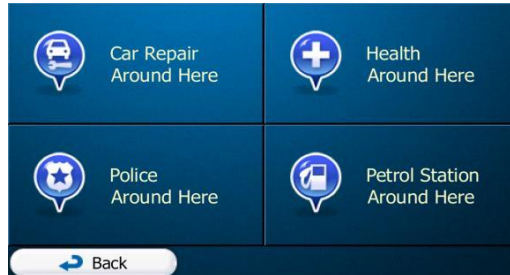 Car Repair
Around Here
Health
Around Here
Police
Around Here
Petrol Station
Around Here
Back